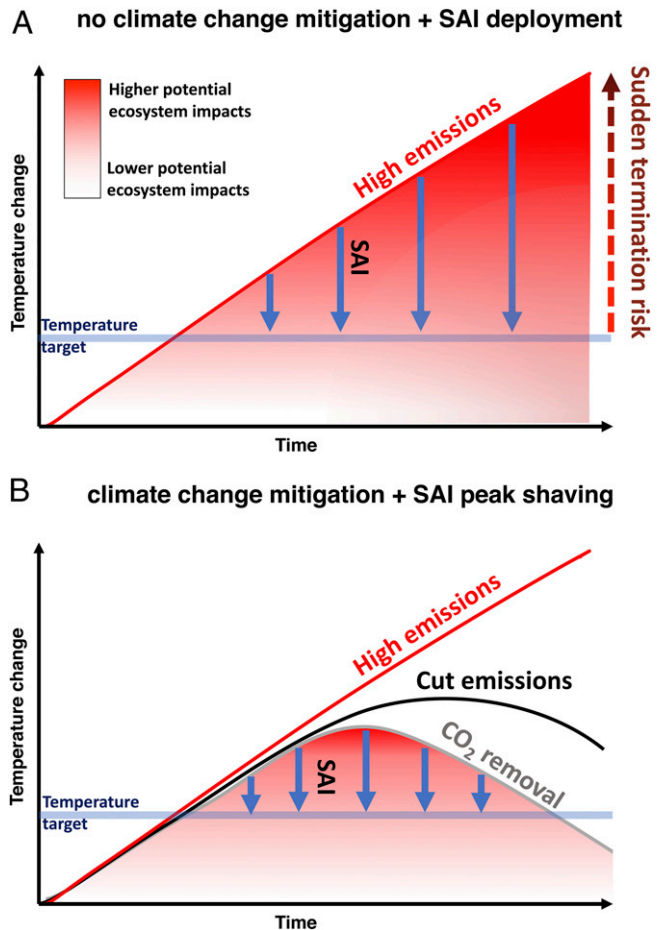 A no climate change mitigation + SAI deployment
Higher potential
ecosystem impacts
Lower potential
ecosystem impacts
High emissions
SAI
Sudden termination risk
Temperature change
Temperature
target
Time
B climate change mitigation + SAI peak shaving
High emissions
Cut emissions
CO₂ removal
SAI
Temperature change
Temperature
target
Time